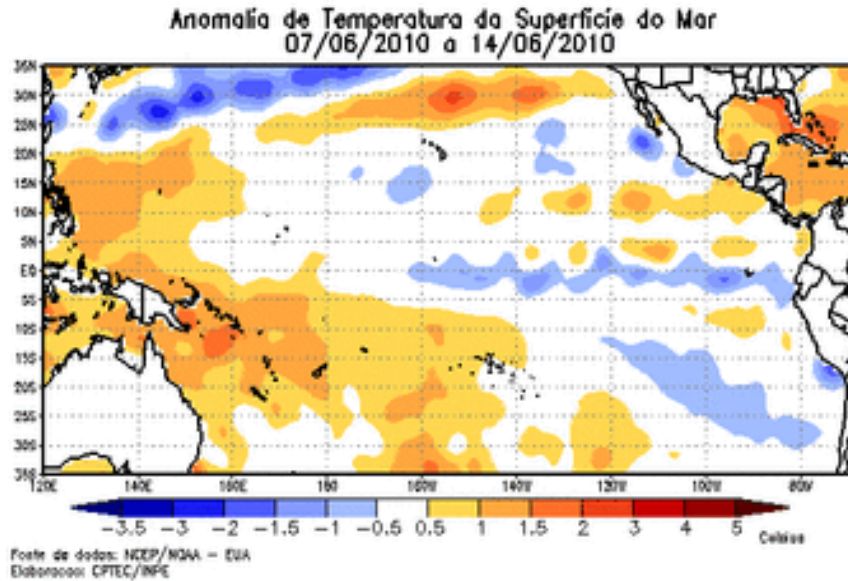 Anomalia de Temperatura da Superfície do Mar
07/06/2010 a 14/06/2010
35N
30N
25N
20N
15N
10N
5N
EQ
5S
10S
15S
20S
25S
30S
35S
120E 140E 160E 180 160W 140W 120W 100W 80W
-3.5 -3 -2 -1.5 -1 -0.5 0.5 1 1.5 2 3 4 5
Celsius
Fonte de dados: NCEP/NOAA - EUA
Elaboracao: CPTEC/INPE